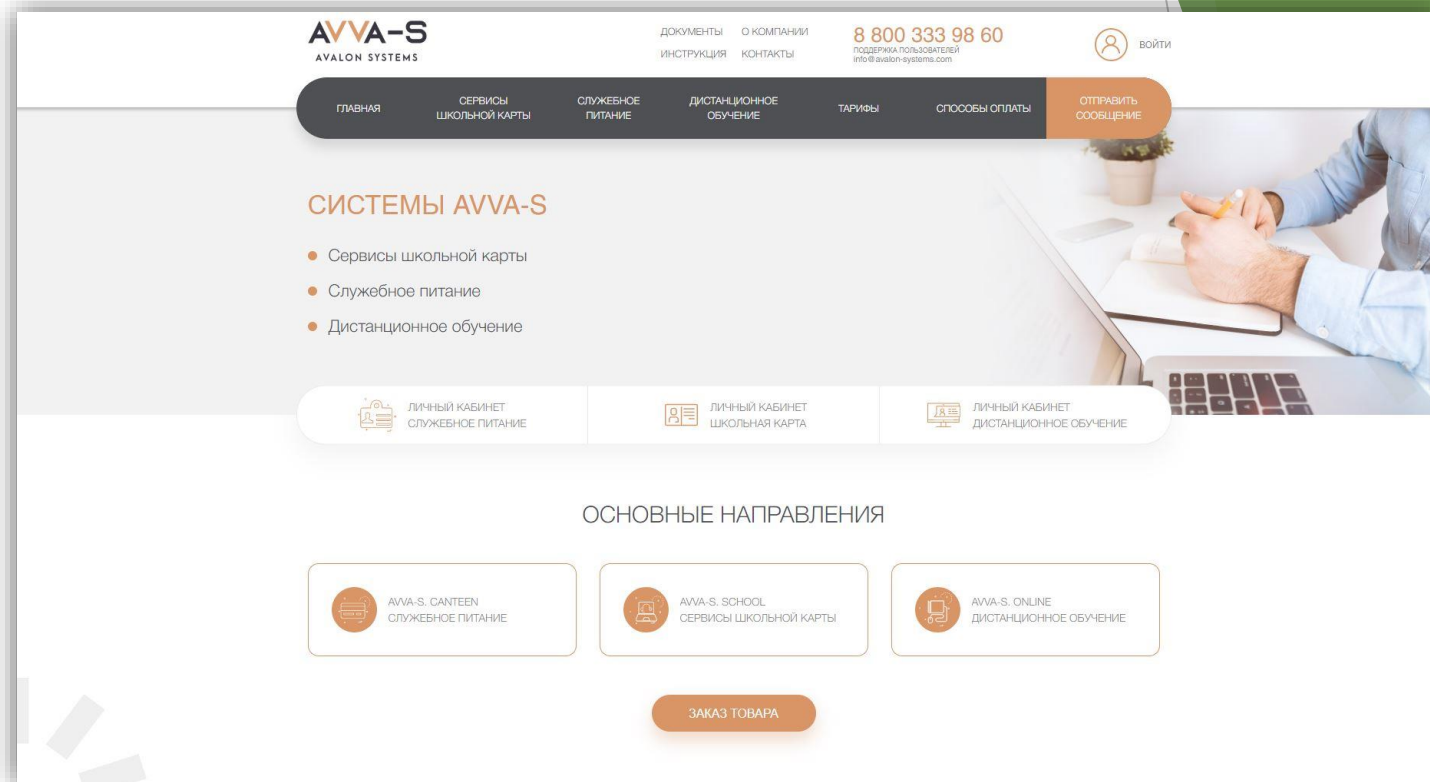 AVVA-S
AVALON SYSTEMS
ДОКУМЕНТЫ О КОМПАНИИ
ИНСТРУКЦИЯ КОНТАКТЫ
8 800 333 98 60
ПОДДЕРЖКА ПОЛЬЗОВАТЕЛЕЙ
info@avalon-systems.com
ВОЙТИ
ГЛАВНАЯ
СЕРВИСЫ
ШКОЛЬНОЙ КАРТЫ
СЛУЖЕБНОЕ
ПИТАНИЕ
ДИСТАНЦИОННОЕ
ОБУЧЕНИЕ
ТАРИФЫ
СПОСОБЫ ОПЛАТЫ
ОТПРАВИТЬ
СООБЩЕНИЕ
СИСТЕМЫ AVVA-S
Сервисы школьной карты
Служебное питание
Дистанционное обучение
ЛИЧНЫЙ КАБИНЕТ
СЛУЖЕБНОЕ ПИТАНИЕ
ЛИЧНЫЙ КАБИНЕТ
ШКОЛЬНАЯ КАРТА
ЛИЧНЫЙ КАБИНЕТ
ДИСТАНЦИОННОЕ ОБУЧЕНИЕ
ОСНОВНЫЕ НАПРАВЛЕНИЯ
AVVA-S. CANTEEN
СЛУЖЕБНОЕ ПИТАНИЕ
AVVA-S. SCHOOL
СЕРВИСЫ ШКОЛЬНОЙ КАРТЫ
AVVA-S. ONLINE
ДИСТАНЦИОННОЕ ОБУЧЕНИЕ
ЗАКАЗ ТОВАРА